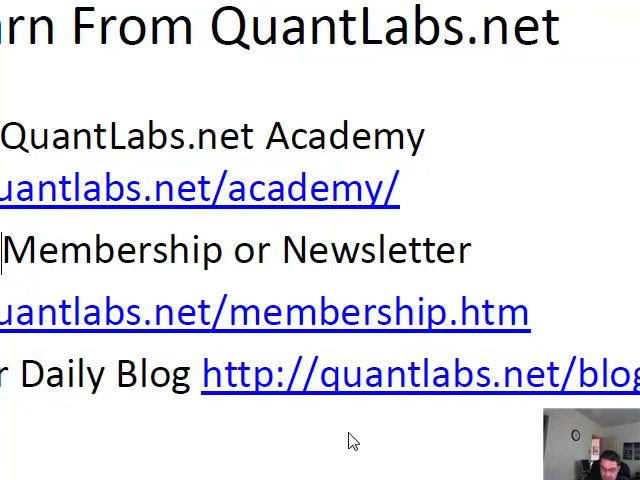 arn From QuantLabs.net
QuantLabs.net Academy
uantlabs.net/academy/
Membership or Newsletter
uantlabs.net/membership.htm
r Daily Blog http://quantlabs.net/blog